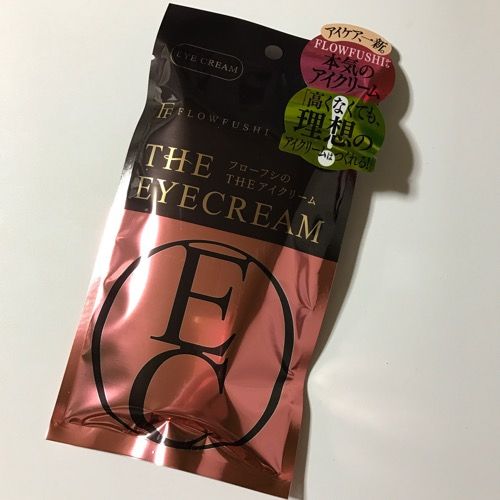 EYE CREAM
アイケア、一新。
FLOWFUSHIから
本気の
アイクリーム
「高くなくても、
理想の
アイクリームはつくれる!」
FF FLOWFUSHI
THE
EYECREAM
フローフシの
THEアイクリーム
E
C